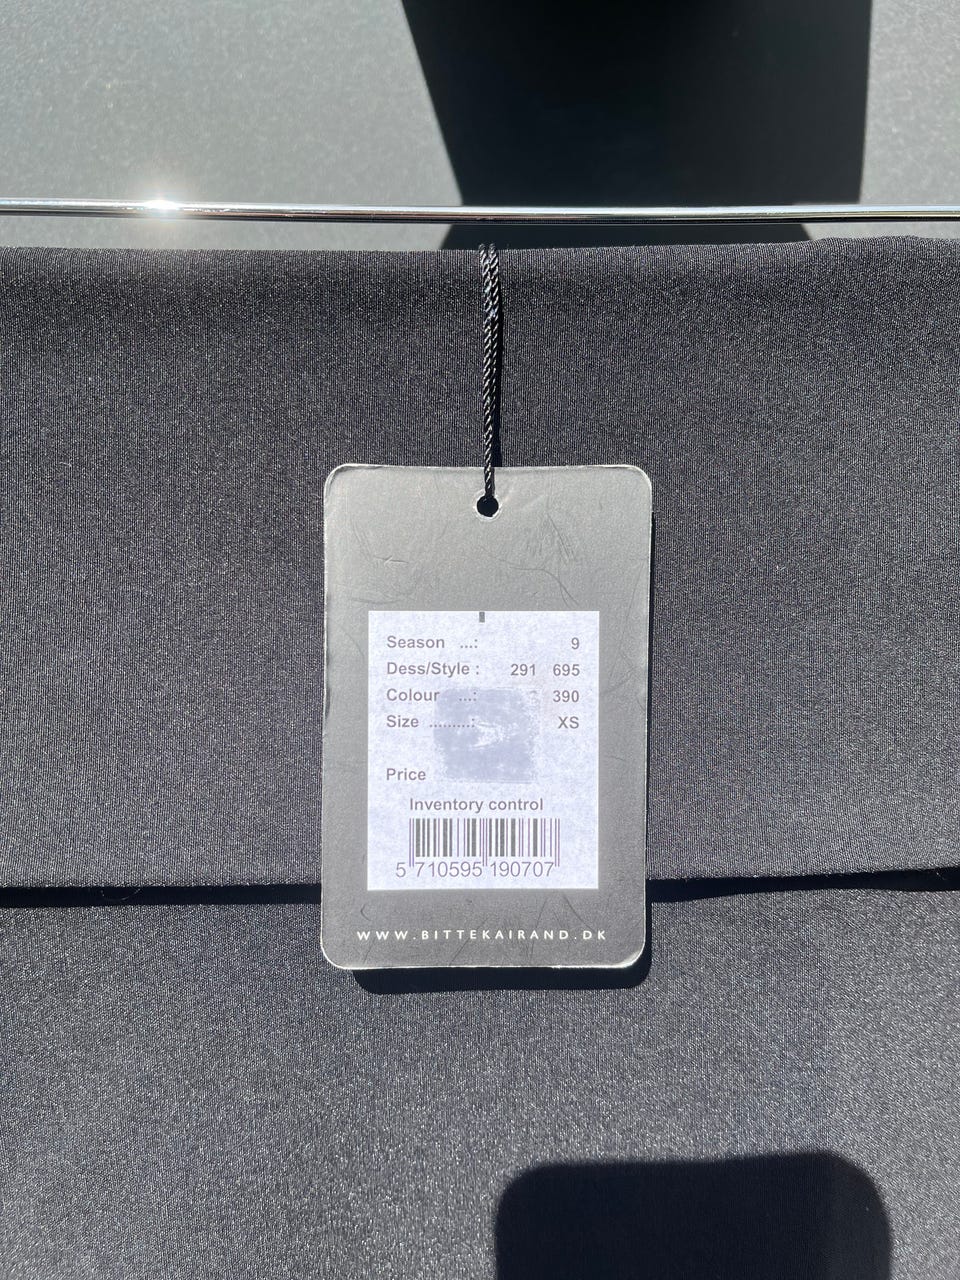 Season ...: 9
Dess/Style : 291 695
Colour ...: 390
Size .........: XS
Price
Inventory control
5 710595 190707
WWW.BITTEKAIRAND.DK